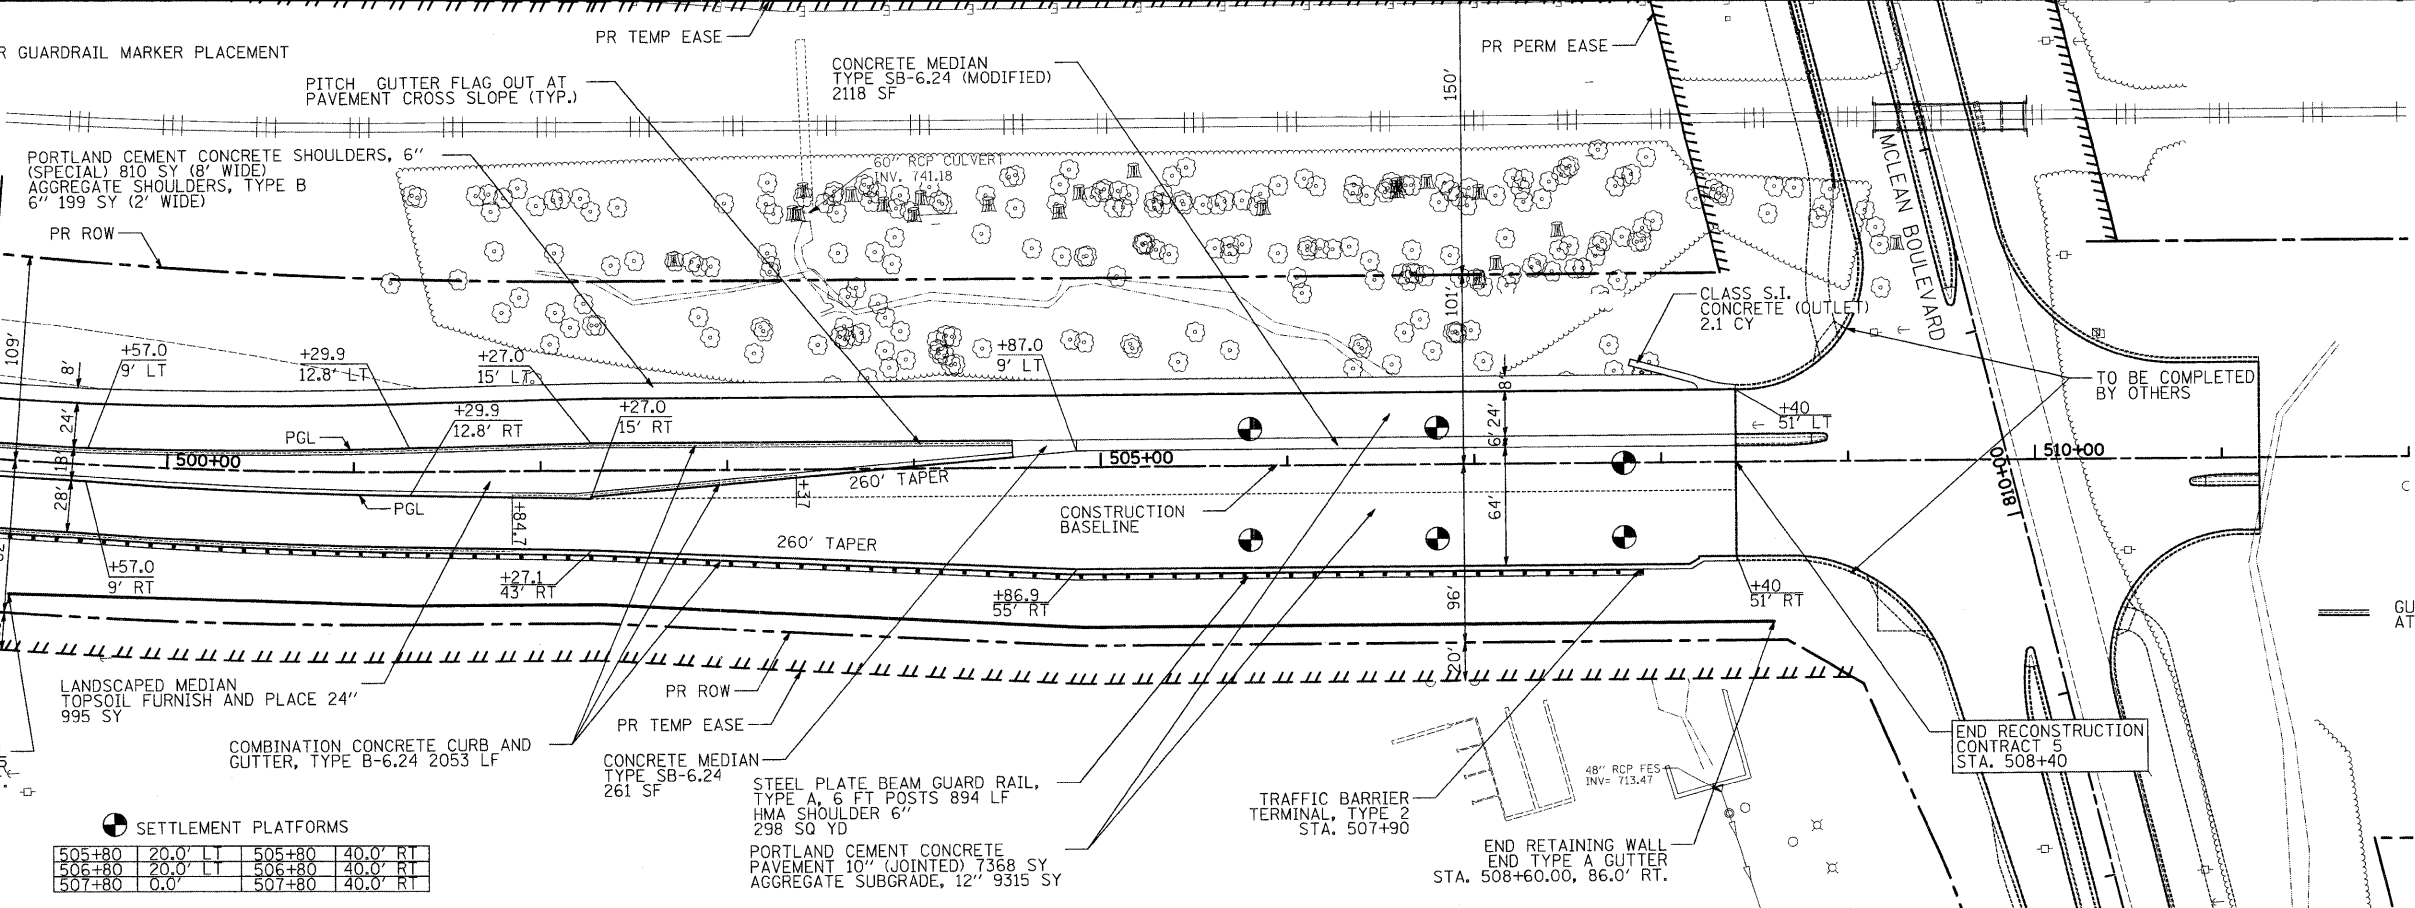 R GUARDRAIL MARKER PLACEMENT
PR TEMP EASE
PR PERM EASE
PITCH GUTTER FLAG OUT AT
PAVEMENT CROSS SLOPE (TYP.)
CONCRETE MEDIAN
TYPE SB-6.24 (MODIFIED)
2118 SF
150'
PORTLAND CEMENT CONCRETE SHOULDERS, 6"
(SPECIAL) 810 SY (8' WIDE)
AGGREGATE SHOULDERS, TYPE B
6" 199 SY (2' WIDE)
60" RCP CULVERT
INV. 741.18
MCLEAN BOULEVARD
PR ROW
CLASS S.I.
CONCRETE (OUTLET)
2.1 CY
101'
109'
8'
+57.0
9' LT
+29.9
12.8' LT
+27.0
15' LT.
+87.0
9' LT
8'
TO BE COMPLETED
BY OTHERS
24'
+29.9
12.8' RT
+27.0
15' RT
24'
+40
51' LT
PGL
6'
18'
500+00
505+00
510+00
810+00
28'
PGL
260' TAPER
+37
+84.7
CONSTRUCTION
BASELINE
64'
260' TAPER
+57.0
9' RT
+27.1
43' RT
+86.9
55' RT
96'
+40
51' RT
GU
AT
20'
LANDSCAPED MEDIAN
TOPSOIL FURNISH AND PLACE 24"
995 SY
PR ROW
PR TEMP EASE
COMBINATION CONCRETE CURB AND
GUTTER, TYPE B-6.24 2053 LF
CONCRETE MEDIAN
TYPE SB-6.24
261 SF
END RECONSTRUCTION
CONTRACT 5
STA. 508+40
STEEL PLATE BEAM GUARD RAIL,
TYPE A, 6 FT POSTS 894 LF
HMA SHOULDER 6"
298 SQ YD
48" RCP FES
INV= 713.47
TRAFFIC BARRIER
TERMINAL, TYPE 2
STA. 507+90
PORTLAND CEMENT CONCRETE
PAVEMENT 10" (JOINTED) 7368 SY
AGGREGATE SUBGRADE, 12" 9315 SY
END RETAINING WALL
END TYPE A GUTTER
STA. 508+60.00, 86.0' RT.
SETTLEMENT PLATFORMS
505+80 20.0' LT 505+80 40.0' RT
506+80 20.0' LT 506+80 40.0' RT
507+80 0.0' 507+80 40.0' RT